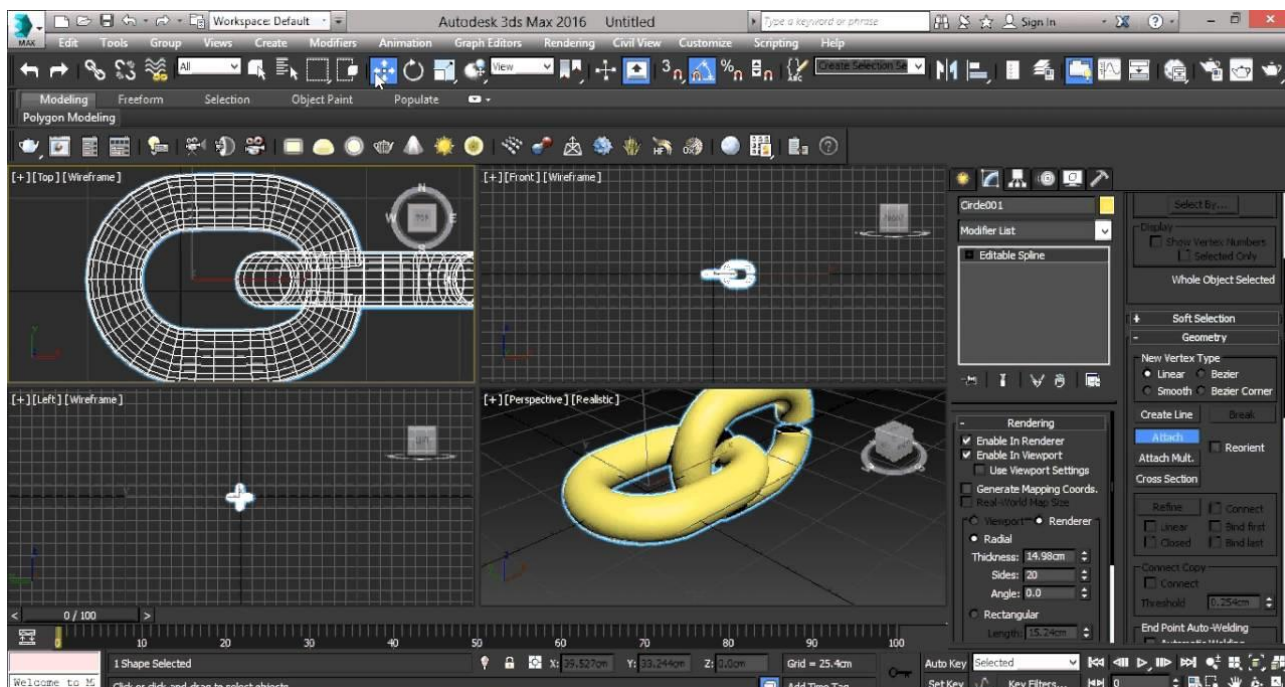 Workspace: Default
Autodesk 3ds Max 2016 Untitled
Type a keyword or phrase
Sign In
MAX
Edit Tools Group Views Create Modifiers Animation Graph Editors Rendering Civil View Customize Scripting Help
All
View
3
Create Selection Se
Modeling Freeform Selection Object Paint Populate
Polygon Modeling
[+][Top][Wireframe]
N
W
E
TOP
[+][Front][Wireframe]
FRONT
[+][Left][Wireframe]
LEFT
[+][Perspective][Realistic]
Circle001
Modifier List
Editable Spline
Rendering
Enable In Renderer
Enable In Viewport
Use Viewport Settings
Generate Mapping Coords.
Real-World Map Size
Viewport Renderer
Radial
Thickness: 14.98cm
Sides: 20
Angle: 0.0
Rectangular
Length: 15.24cm
Select By...
Display
Show Vertex Numbers
Selected Only
Whole Object Selected
Soft Selection
Geometry
New Vertex Type
Linear Bezier
Smooth Bezier Corner
Create Line Break
Attach
Reorient
Attach Mult.
Cross Section
Refine Connect
Linear Bind first
Closed Bind last
Connect Copy
Connect
Threshold 0.254cm
End Point Auto-Welding
Automatic Welding
0 / 100
0 10 20 30 40 50 60 70 80 90 100
1 Shape Selected
X: 39.527cm Y: 33.244cm Z: 0.0cm
Grid = 25.4cm
Auto Key Selected
Welcome to M
Click or click-and-drag to select objects
Add Time Tag
Set Key Key Filters...
0